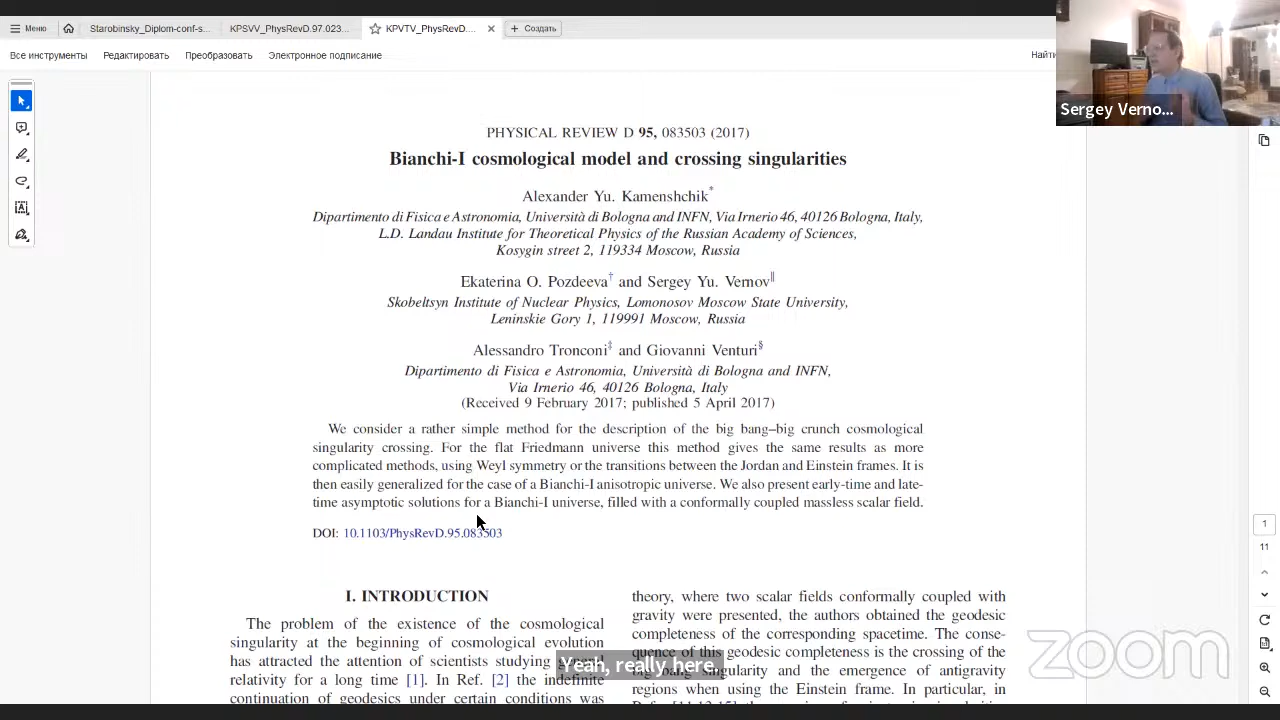 Меню
Starobinsky_Diplom-conf-s...
KPSVV_PhysRevD.97.023...
KPVTV_PhysRevD....
Создать
Все инструменты
Редактировать
Преобразовать
Электронное подписание
Найти
Sergey Verno...
PHYSICAL REVIEW D 95, 083503 (2017)
Bianchi-I cosmological model and crossing singularities
Alexander Yu. Kamenshchik*
Dipartimento di Fisica e Astronomia, Università di Bologna and INFN, Via Irnerio 46, 40126 Bologna, Italy,
L.D. Landau Institute for Theoretical Physics of the Russian Academy of Sciences,
Kosygin street 2, 119334 Moscow, Russia
Ekaterina O. Pozdeeva† and Sergey Yu. Vernov‖
Skobeltsyn Institute of Nuclear Physics, Lomonosov Moscow State University,
Leninskie Gory 1, 119991 Moscow, Russia
Alessandro Tronconi‡ and Giovanni Venturi§
Dipartimento di Fisica e Astronomia, Università di Bologna and INFN,
Via Irnerio 46, 40126 Bologna, Italy
(Received 9 February 2017; published 5 April 2017)
We consider a rather simple method for the description of the big bang–big crunch cosmological
singularity crossing. For the flat Friedmann universe this method gives the same results as more
complicated methods, using Weyl symmetry or the transitions between the Jordan and Einstein frames. It is
then easily generalized for the case of a Bianchi-I anisotropic universe. We also present early-time and late-
time asymptotic solutions for a Bianchi-I universe, filled with a conformally coupled massless scalar field.
DOI: 10.1103/PhysRevD.95.083503
I. INTRODUCTION
The problem of the existence of the cosmological
singularity at the beginning of cosmological evolution
has attracted the attention of scientists studying
relativity for a long time [1]. In Ref. [2] the indefinite
continuation of geodesics under certain conditions was
theory, where two scalar fields conformally coupled with
gravity were presented, the authors obtained the geodesic
completeness of the corresponding spacetime. The conse-
quence of this geodesic completeness is the crossing of the
big bang singularity and the emergence of antigravity
regions when using the Einstein frame. In particular, in
Yeah, really here.
1
11
zoom